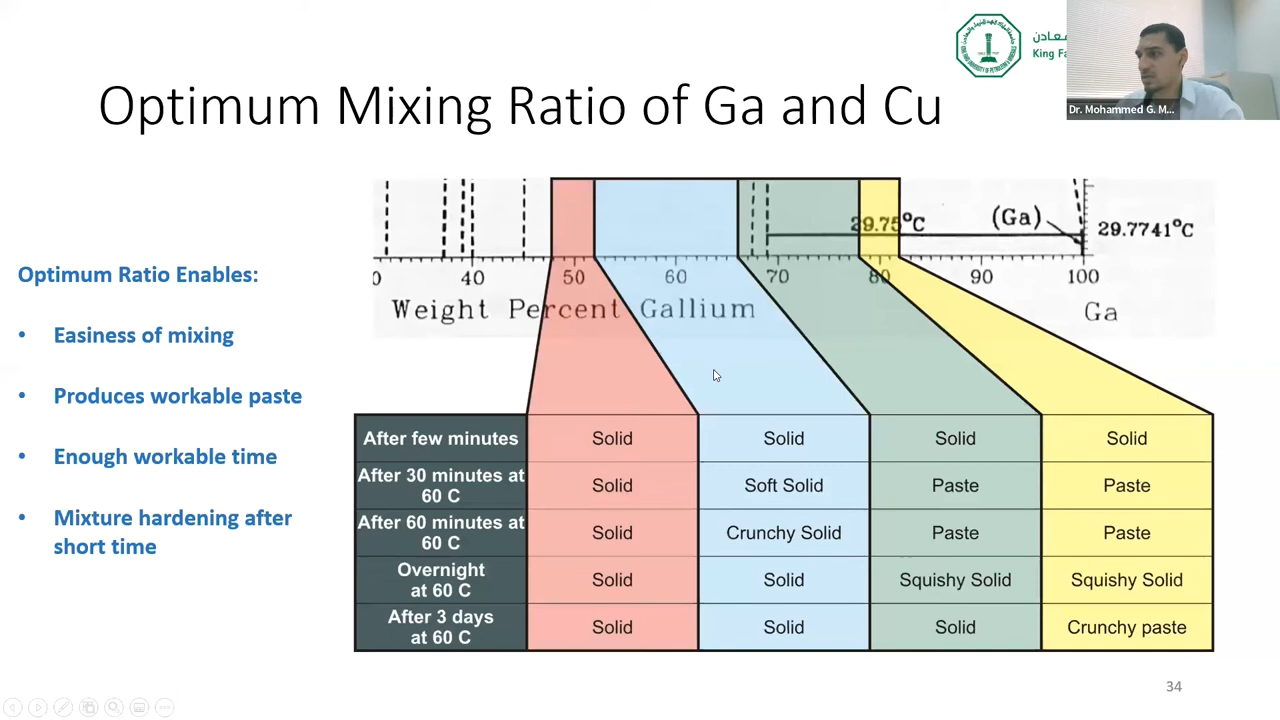 معادن
King Fa
Dr. Mohammed G. M...
Optimum Mixing Ratio of Ga and Cu
29.75°C
(Ga)
29.7741°C
0 40 50 60 70 80 90 100
Weight Percent Gallium
Ga
Optimum Ratio Enables:
• Easiness of mixing
• Produces workable paste
• Enough workable time
• Mixture hardening after
short time
After few minutes Solid Solid Solid Solid
After 30 minutes at
60 C Solid Soft Solid Paste Paste
After 60 minutes at
60 C Solid Crunchy Solid Paste Paste
Overnight
at 60 C Solid Solid Squishy Solid Squishy Solid
After 3 days
at 60 C Solid Solid Solid Crunchy paste
34